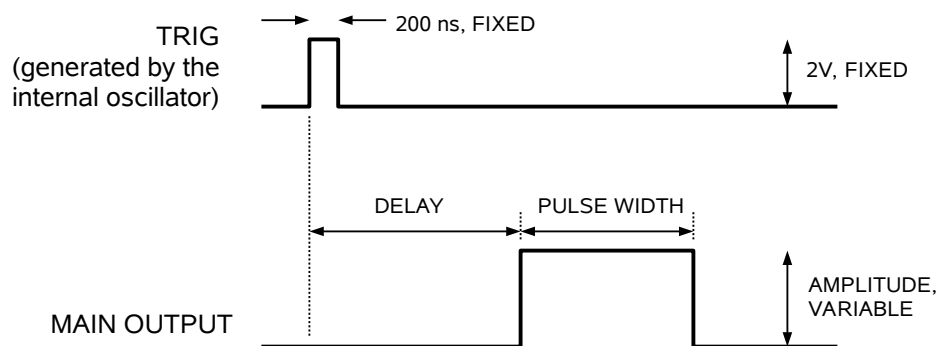 200 ns, FIXED
TRIG
(generated by the
internal oscillator)
2V, FIXED
DELAY
PULSE WIDTH
AMPLITUDE,
VARIABLE
MAIN OUTPUT